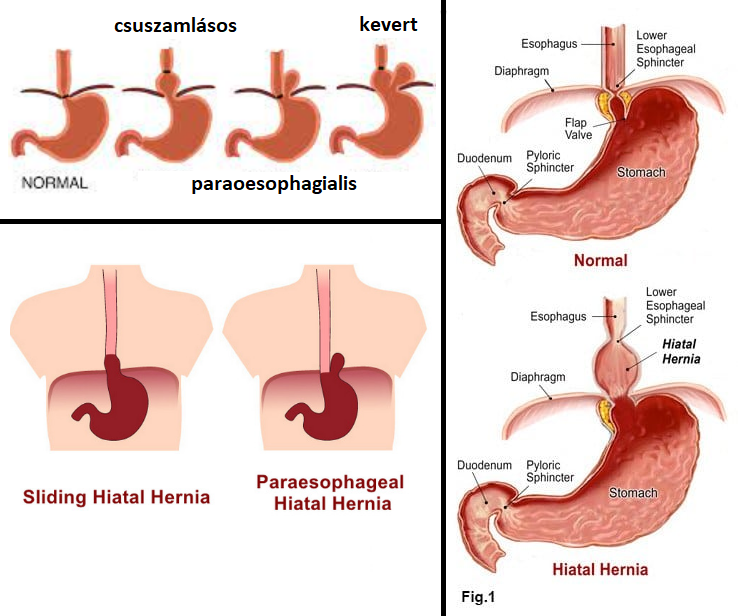 csuszamlásos
kevert
NORMAL
paraoesophagialis
Sliding Hiatal Hernia
Paraesophageal
Hiatal Hernia
Esophagus
Lower
Esophageal
Sphincter
Diaphragm
Flap
Valve
Duodenum
Pyloric
Sphincter
Stomach
Normal
Esophagus
Lower
Esophageal
Sphincter
Hiatal
Hernia
Diaphragm
Duodenum
Pyloric
Sphincter
Stomach
Hiatal Hernia
Fig.1